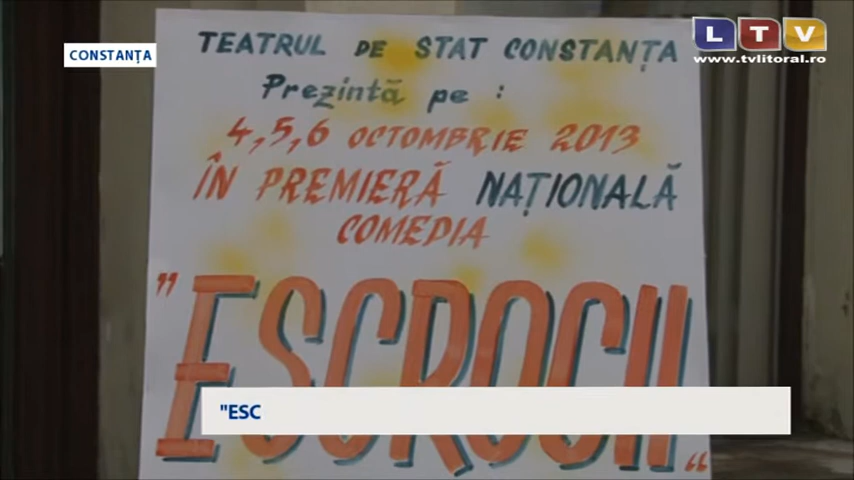 CONSTANȚA
LTV
www.tvlitoral.ro
TEATRUL DE STAT CONSTANȚA
Prezintă pe :
4,5,6 OCTOMBRIE 2013
ÎN PREMIERĂ NAȚIONALĂ
COMEDIA
"ESCROCII"
"ESC